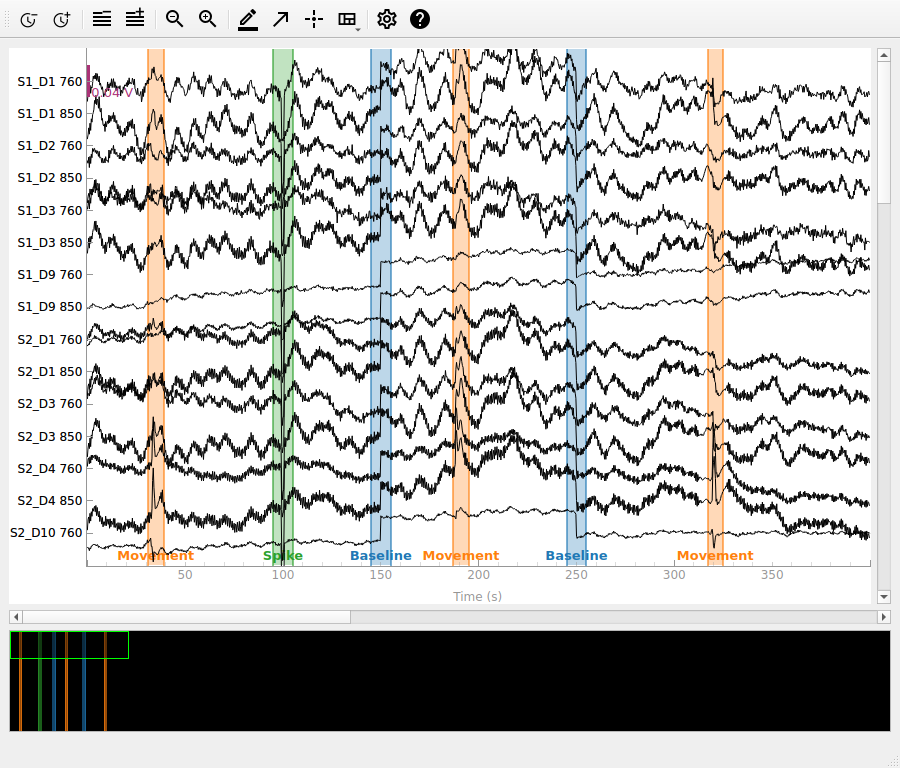 S1_D1 760
0.04 V
S1_D1 850
S1_D2 760
S1_D2 850
S1_D3 760
S1_D3 850
S1_D9 760
S1_D9 850
S2_D1 760
S2_D1 850
S2_D3 760
S2_D3 850
S2_D4 760
S2_D4 850
S2_D10 760
Movement Spike Baseline Movement Baseline Movement
50 100 150 200 250 300 350
Time (s)